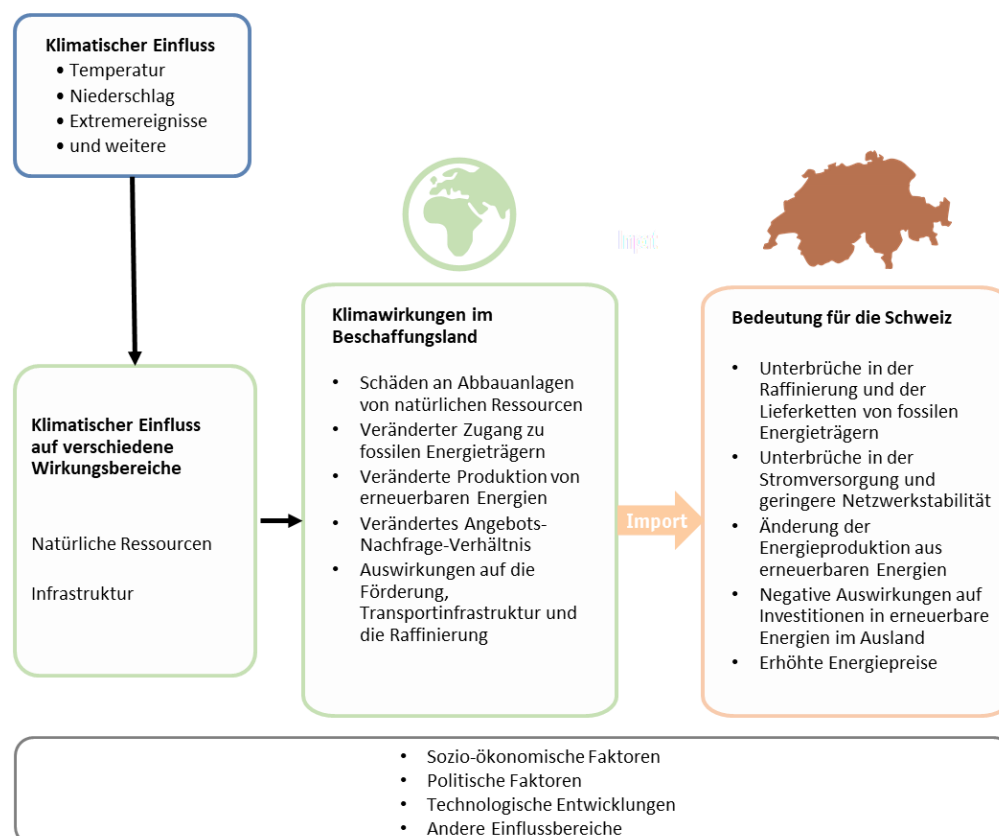 Klimatischer Einfluss
• Temperatur
• Niederschlag
• Extremereignisse
• und weitere
Klimatischer Einfluss
auf verschiedene
Wirkungsbereiche
Natürliche Ressourcen
Infrastruktur
Klimawirkungen im
Beschaffungsland
• Schäden an Abbauanlagen
von natürlichen Ressourcen
• Veränderter Zugang zu
fossilen Energieträgern
• Veränderte Produktion von
erneuerbaren Energien
• Verändertes Angebots-
Nachfrage-Verhältnis
• Auswirkungen auf die
Förderung,
Transportinfrastruktur und
die Raffinierung
Import
Bedeutung für die Schweiz
• Unterbrüche in der
Raffinierung und der
Lieferketten von fossilen
Energieträgern
• Unterbrüche in der
Stromversorgung und
geringere Netzwerkstabilität
• Änderung der
Energieproduktion aus
erneuerbaren Energien
• Negative Auswirkungen auf
Investitionen in erneuerbare
Energien im Ausland
• Erhöhte Energiepreise
• Sozio-ökonomische Faktoren
• Politische Faktoren
• Technologische Entwicklungen
• Andere Einflussbereiche